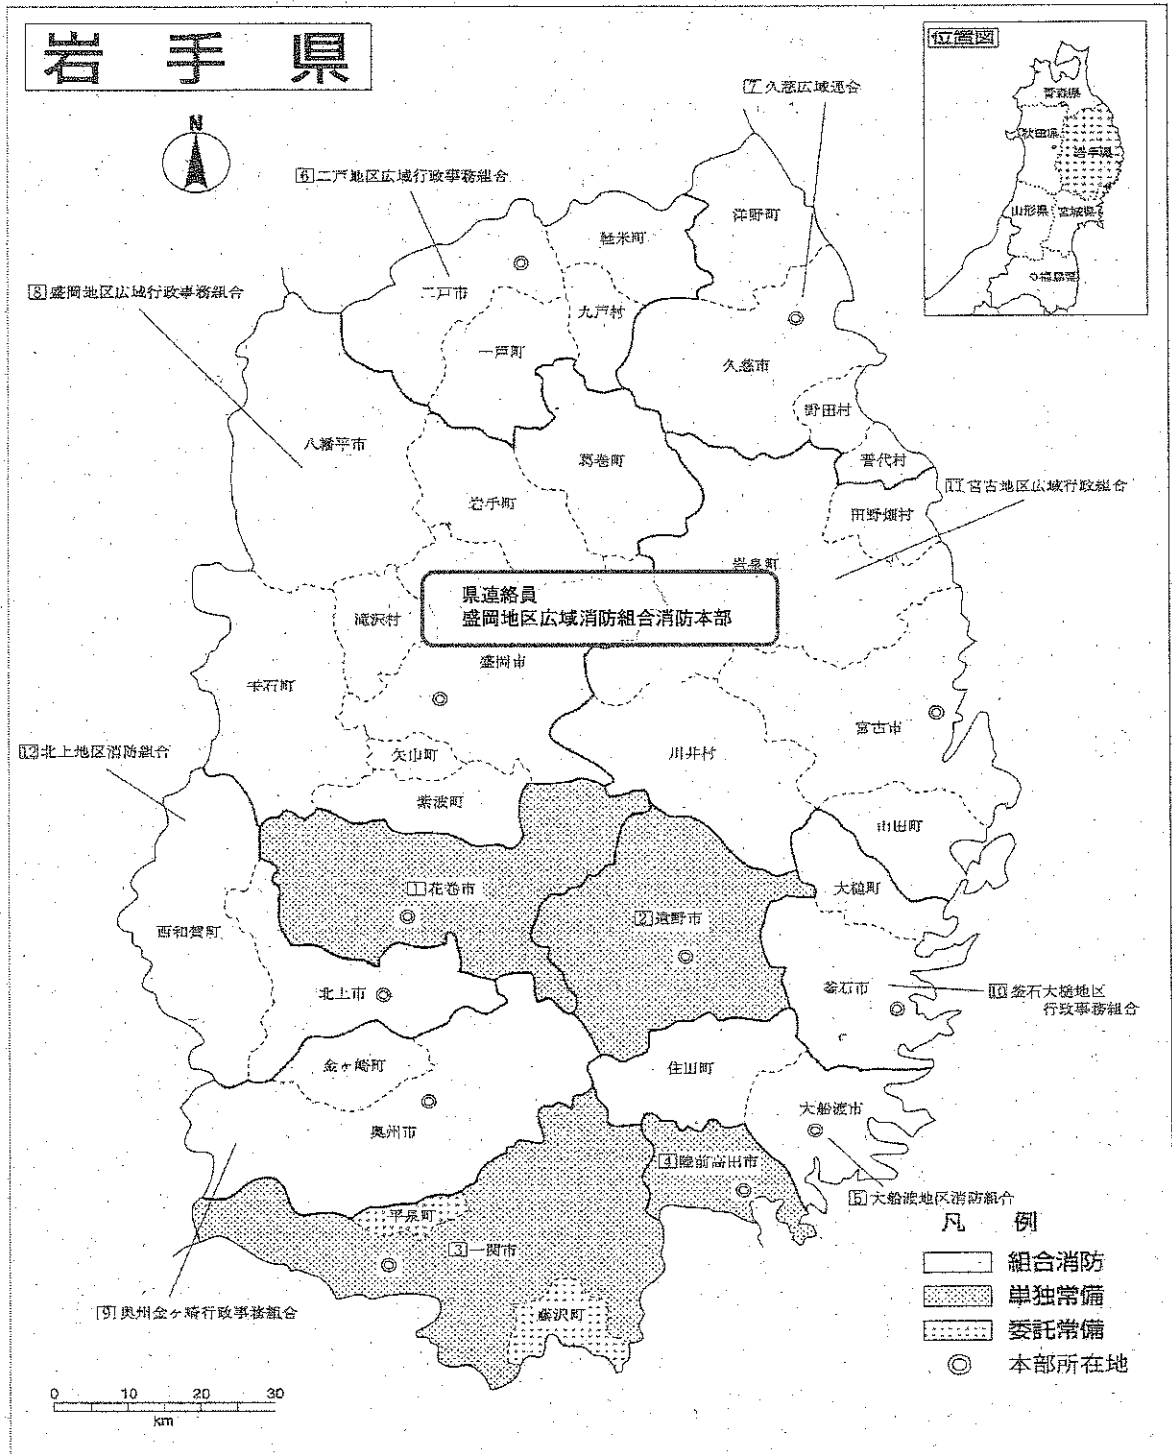 岩手県
位置図
青森県
秋田県
岩手県
山形県
宮城県
福島県
N
7 久慈広域連合
6 二戸地区広域行政事務組合
8 盛岡地区広域行政事務組合
洋野町
軽米町
二戸市
九戸村
一戸町
久慈市
野田村
八幡平市
葛巻町
普代村
11 宮古地区広域行政組合
岩手町
田野畑村
岩泉町
県連絡員
盛岡地区広域消防組合消防本部
滝沢村
盛岡市
雫石町
宮古市
12 北上地区消防組合
矢巾町
川井村
紫波町
山田町
1 花巻市
大槌町
2 遠野市
西和賀町
北上市
釜石市
10 釜石大槌地区
行政事務組合
金ヶ崎町
住田町
大船渡市
奥州市
4 陸前高田市
5 大船渡地区消防組合
平泉町
3 一関市
9 奥州金ヶ崎行政事務組合
藤沢町
凡 例
組合消防
単独常備
委託常備
本部所在地
0 10 20 30
km